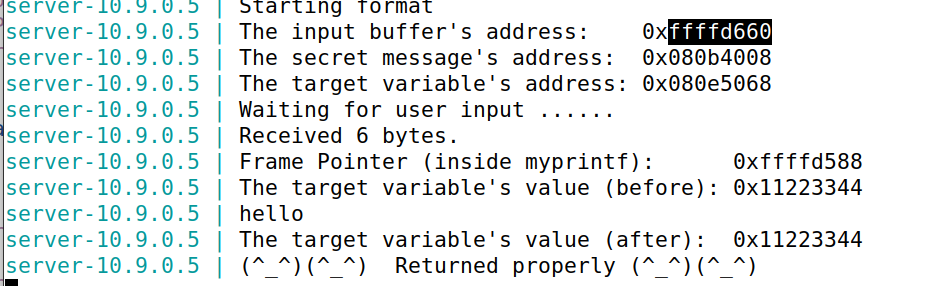 server-10.9.0.5 | Starting format
server-10.9.0.5 | The input buffer's address:    0xffffd660
server-10.9.0.5 | The secret message's address:  0x080b4008
server-10.9.0.5 | The target variable's address: 0x080e5068
server-10.9.0.5 | Waiting for user input ......
server-10.9.0.5 | Received 6 bytes.
server-10.9.0.5 | Frame Pointer (inside myprintf):      0xffffd588
server-10.9.0.5 | The target variable's value (before): 0x11223344
server-10.9.0.5 | hello
server-10.9.0.5 | The target variable's value (after):  0x11223344
server-10.9.0.5 | (^_^)(^_^)  Returned properly (^_^)(^_^)